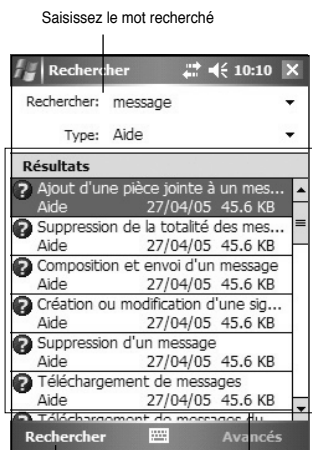 Saisissez le mot recherché
Rechercher 10:10
Rechercher: message
Type: Aide
Résultats
Ajout d'une pièce jointe à un mes...
Aide 27/04/05 45.6 KB
Suppression de la totalité des mes...
Aide 27/04/05 45.6 KB
Composition et envoi d'un message
Aide 27/04/05 45.6 KB
Création ou modification d'une sig...
Aide 27/04/05 45.6 KB
Suppression d'un message
Aide 27/04/05 45.6 KB
Téléchargement de messages
Aide 27/04/05 45.6 KB
Téléchargement de messages du
Rechercher Avancés